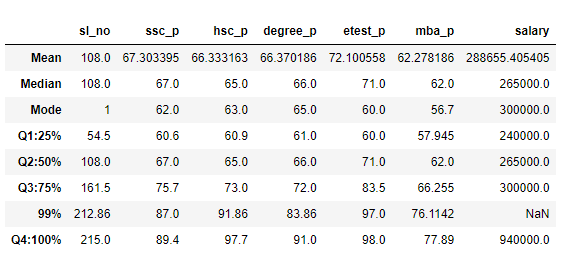 sl_no ssc_p hsc_p degree_p etest_p mba_p salary
Mean 108.0 67.303395 66.333163 66.370186 72.100558 62.278186 288655.405405
Median 108.0 67.0 65.0 66.0 71.0 62.0 265000.0
Mode 1 62.0 63.0 65.0 60.0 56.7 300000.0
Q1:25% 54.5 60.6 60.9 61.0 60.0 57.945 240000.0
Q2:50% 108.0 67.0 65.0 66.0 71.0 62.0 265000.0
Q3:75% 161.5 75.7 73.0 72.0 83.5 66.255 300000.0
99% 212.86 87.0 91.86 83.86 97.0 76.1142 NaN
Q4:100% 215.0 89.4 97.7 91.0 98.0 77.89 940000.0